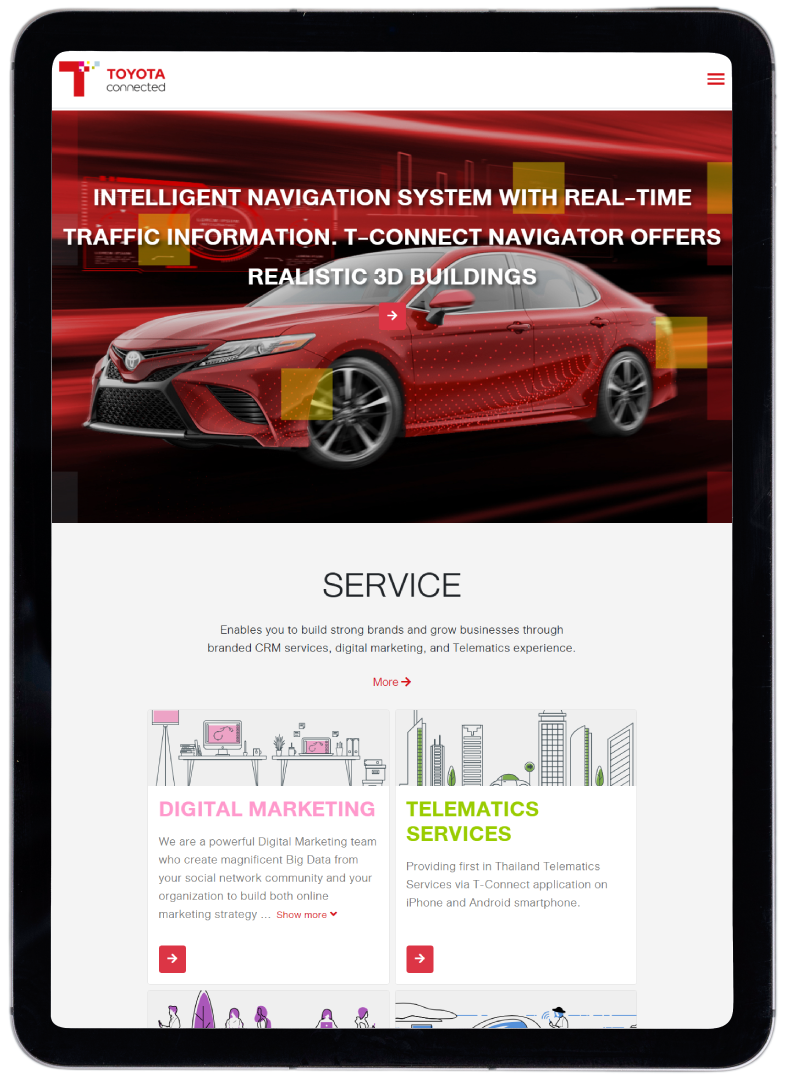 TOYOTA
connected
INTELLIGENT NAVIGATION SYSTEM WITH REAL-TIME
TRAFFIC INFORMATION. T-CONNECT NAVIGATOR OFFERS
REALISTIC 3D BUILDINGS
SERVICE
Enables you to build strong brands and grow businesses through
branded CRM services, digital marketing, and Telematics experience.
More
DIGITAL MARKETING
We are a powerful Digital Marketing team
who create magnificent Big Data from
your social network community and your
organization to build both online
marketing strategy ... Show more
TELEMATICS
SERVICES
Providing first in Thailand Telematics
Services via T-Connect application on
iPhone and Android smartphone.